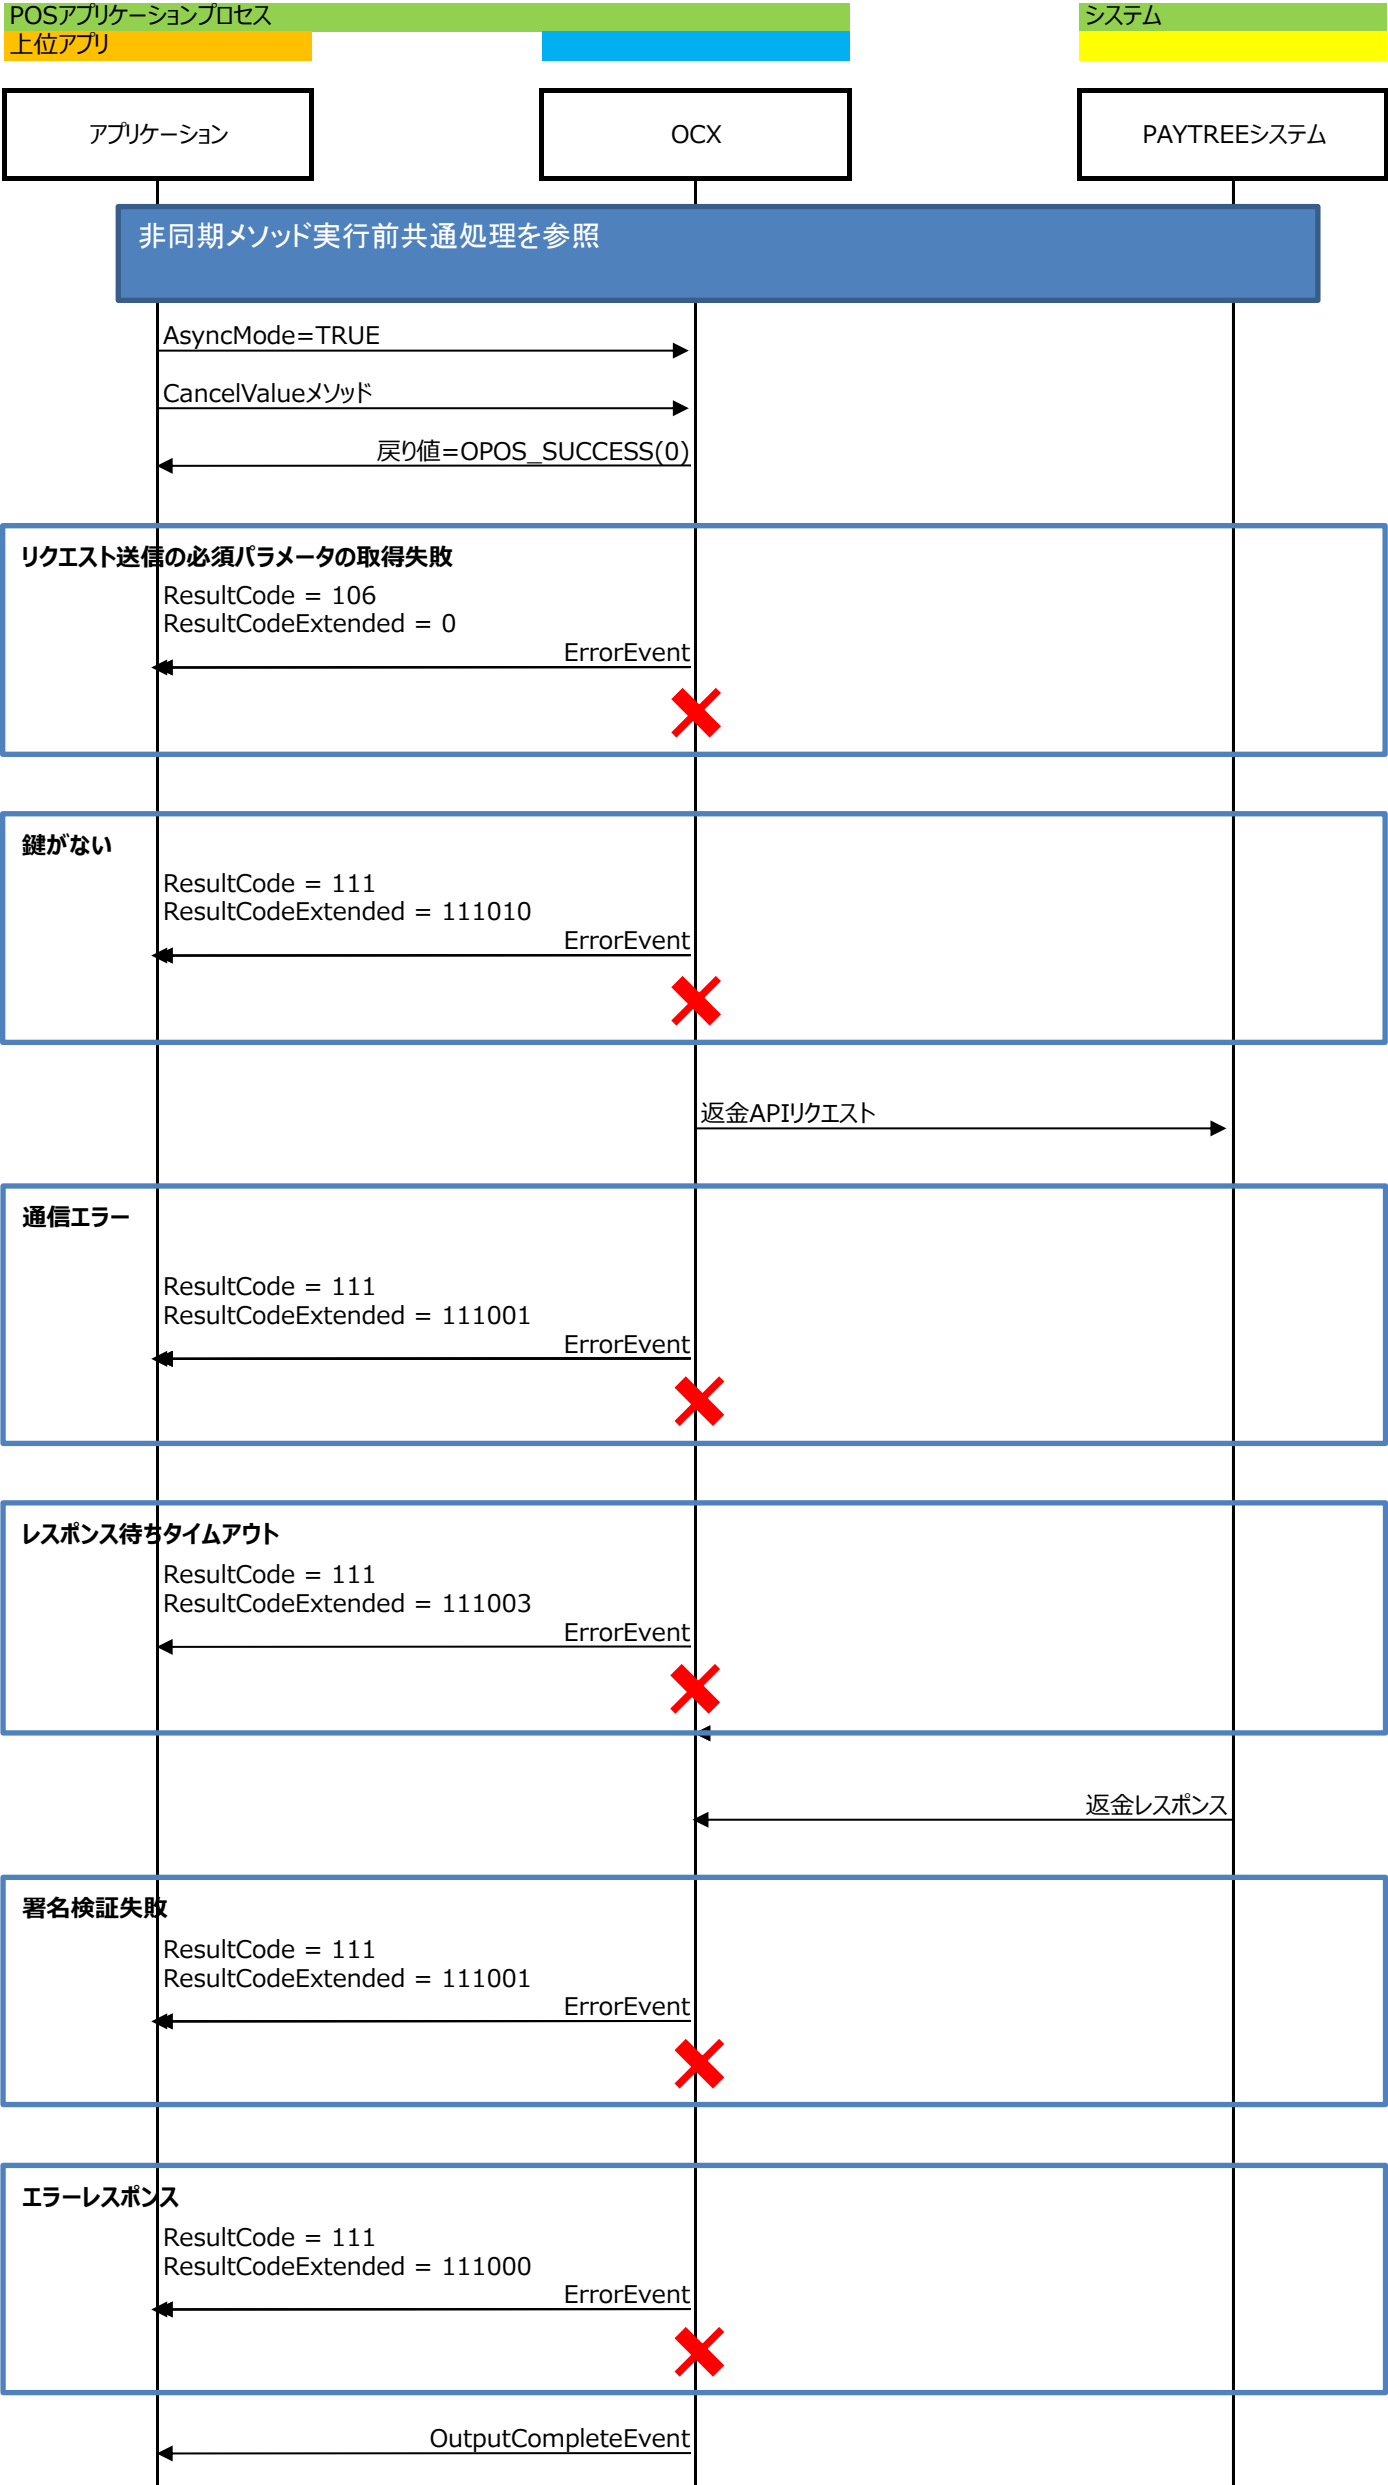 POSアプリケーションプロセス
システム
上位アプリ
アプリケーション
OCX
PAYTREEシステム
非同期メソッド実行前共通処理を参照
AsyncMode=TRUE
CancelValueメソッド
戻り値=OPOS_SUCCESS(0)
リクエスト送信の必須パラメータの取得失敗
ResultCode = 106
ResultCodeExtended = 0
ErrorEvent
鍵がない
ResultCode = 111
ResultCodeExtended = 111010
ErrorEvent
返金APIリクエスト
通信エラー
ResultCode = 111
ResultCodeExtended = 111001
ErrorEvent
レスポンス待ちタイムアウト
ResultCode = 111
ResultCodeExtended = 111003
ErrorEvent
返金レスポンス
署名検証失敗
ResultCode = 111
ResultCodeExtended = 111001
ErrorEvent
エラーレスポンス
ResultCode = 111
ResultCodeExtended = 111000
ErrorEvent
OutputCompleteEvent